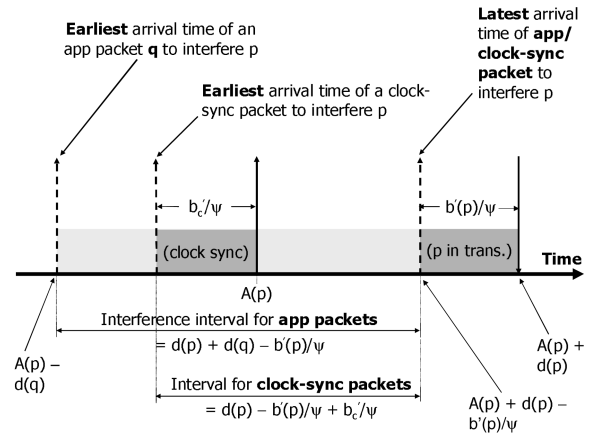 Earliest arrival time of an
app packet q to interfere p
Latest arrival
time of app/
clock-sync
packet to
interfere p
Earliest arrival time of a clock-
sync packet to interfere p
b′c/ψ
b′(p)/ψ
(clock sync)
(p in trans.)
Time
A(p)
Interference interval for app packets
= d(p) + d(q) – b′(p)/ψ
A(p) –
d(q)
A(p) +
d(p)
Interval for clock-sync packets
= d(p) – b′(p)/ψ + b′c/ψ
A(p) + d(p) –
b'(p)/ψ